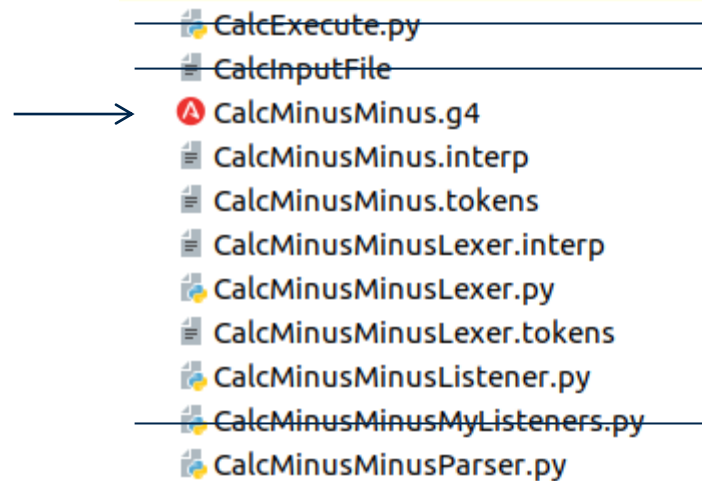 CalcExecute.py
CalcInputFile
CalcMinusMinus.g4
CalcMinusMinus.interp
CalcMinusMinus.tokens
CalcMinusMinusLexer.interp
CalcMinusMinusLexer.py
CalcMinusMinusLexer.tokens
CalcMinusMinusListener.py
CalcMinusMinusMyListeners.py
CalcMinusMinusParser.py